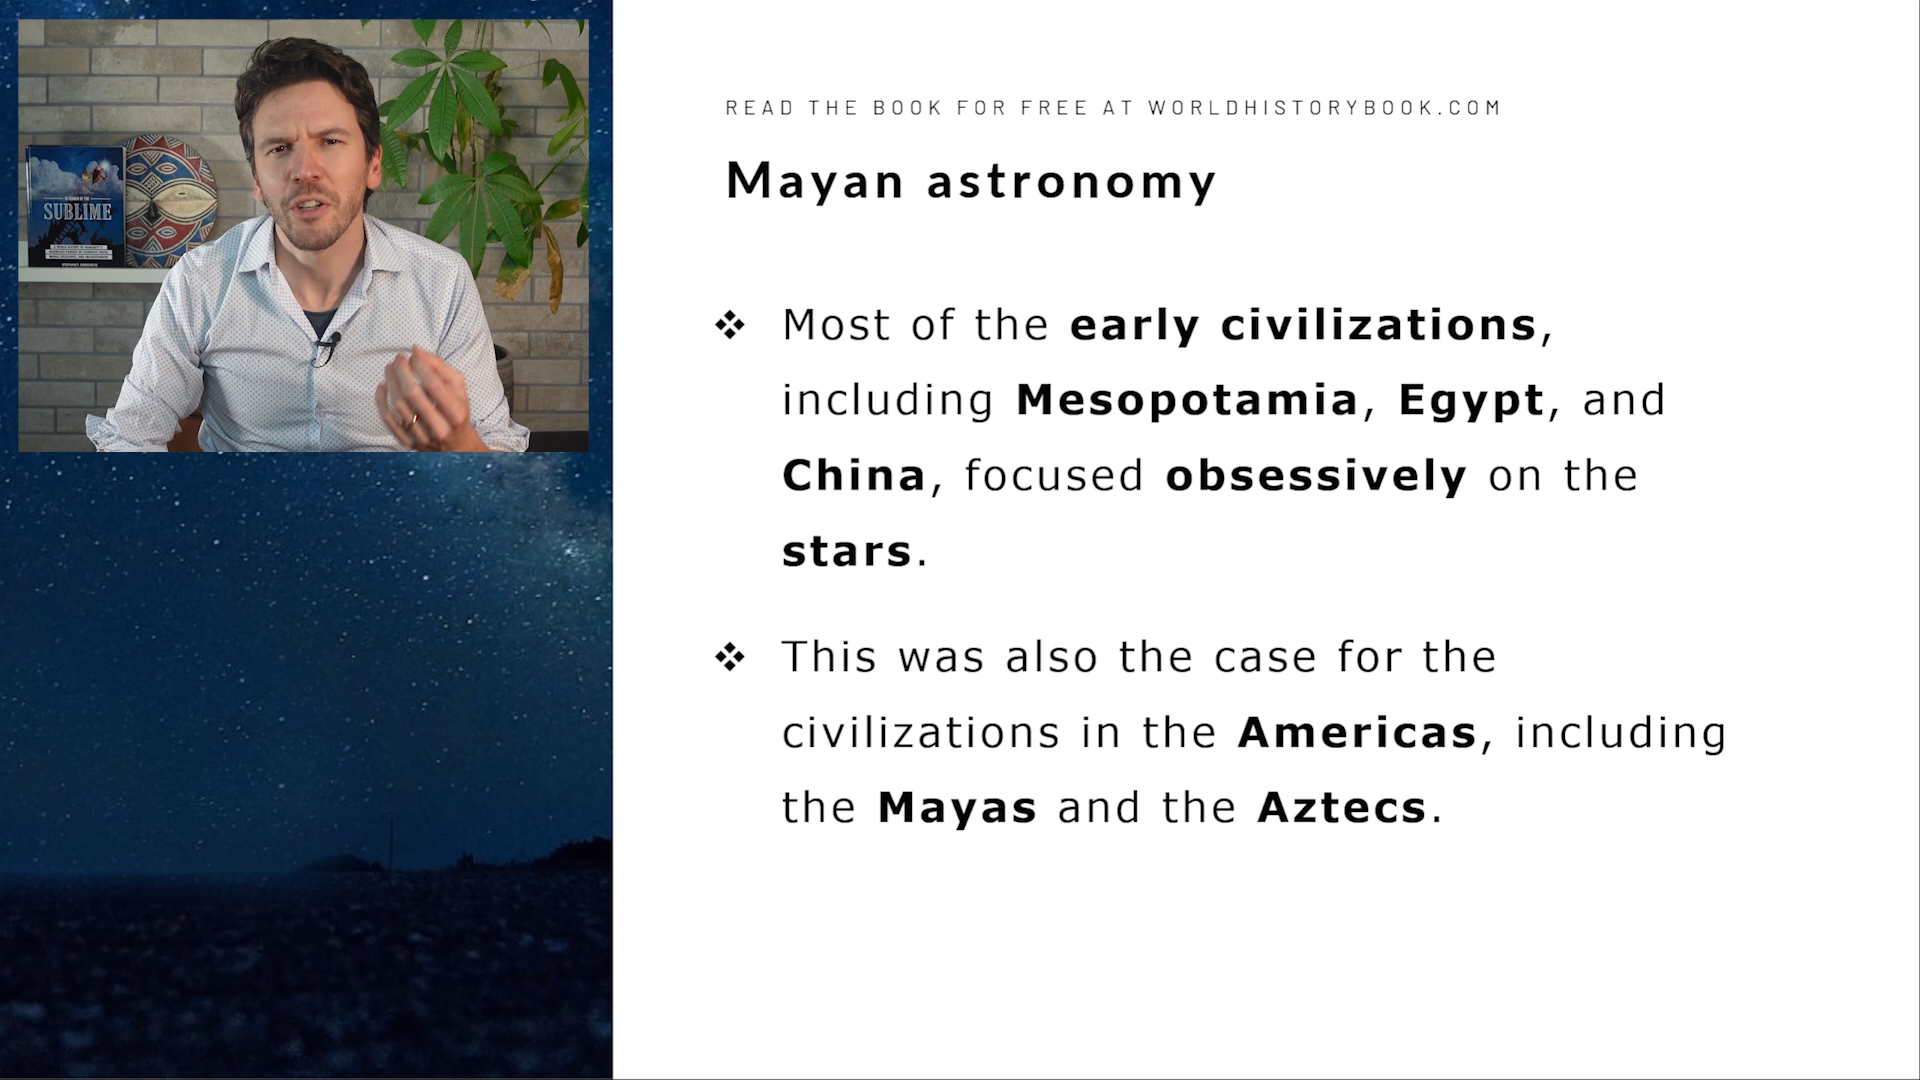 READ THE BOOK FOR FREE AT WORLDHISTORYBOOK.COM
Mayan astronomy
❖ Most of the early civilizations,
including Mesopotamia, Egypt, and
China, focused obsessively on the
stars.
❖ This was also the case for the
civilizations in the Americas, including
the Mayas and the Aztecs.
SUBLIME